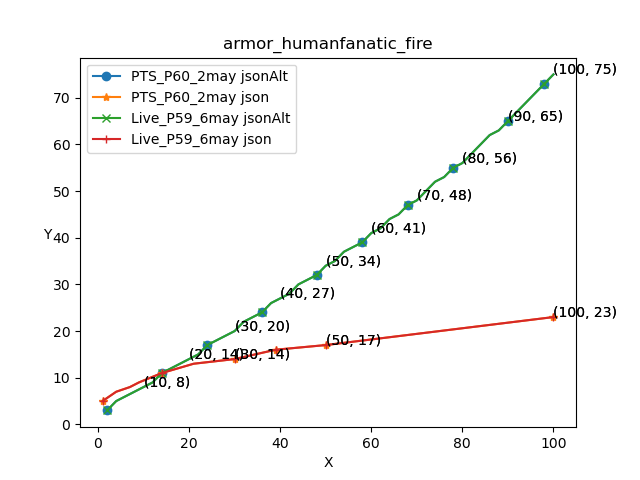 armor_humanfanatic_fire
PTS_P60_2may jsonAlt
PTS_P60_2may json
Live_P59_6may jsonAlt
Live_P59_6may json
(100, 75)
(90, 65)
(80, 56)
(70, 48)
(60, 41)
(50, 34)
(40, 27)
(30, 20)
(20, 14)
(10, 8)
(30, 14)
(50, 17)
(100, 23)
Y
70
60
50
40
30
20
10
0
0 20 40 60 80 100
X